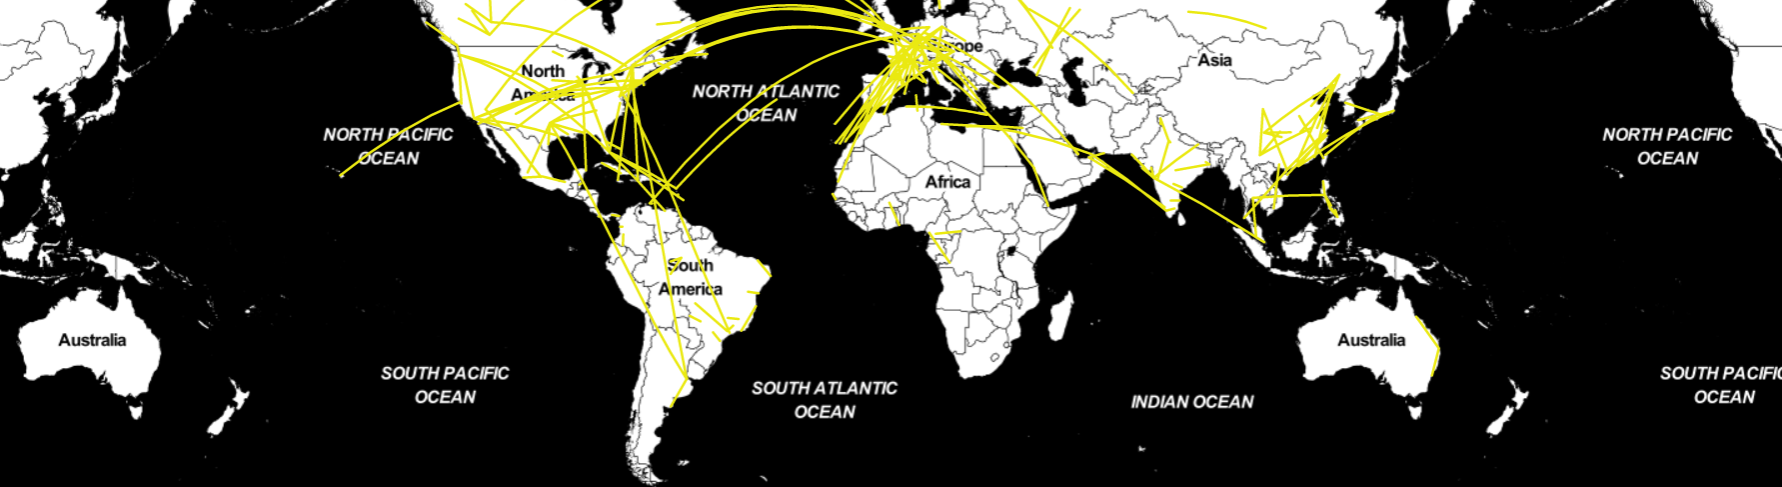 Europe
Asia
North
America
NORTH ATLANTIC
OCEAN
NORTH PACIFIC
OCEAN
NORTH PACIFIC
OCEAN
Africa
South
America
Australia
Australia
SOUTH PACIFIC
OCEAN
SOUTH ATLANTIC
OCEAN
INDIAN OCEAN
SOUTH PACIFIC
OCEAN